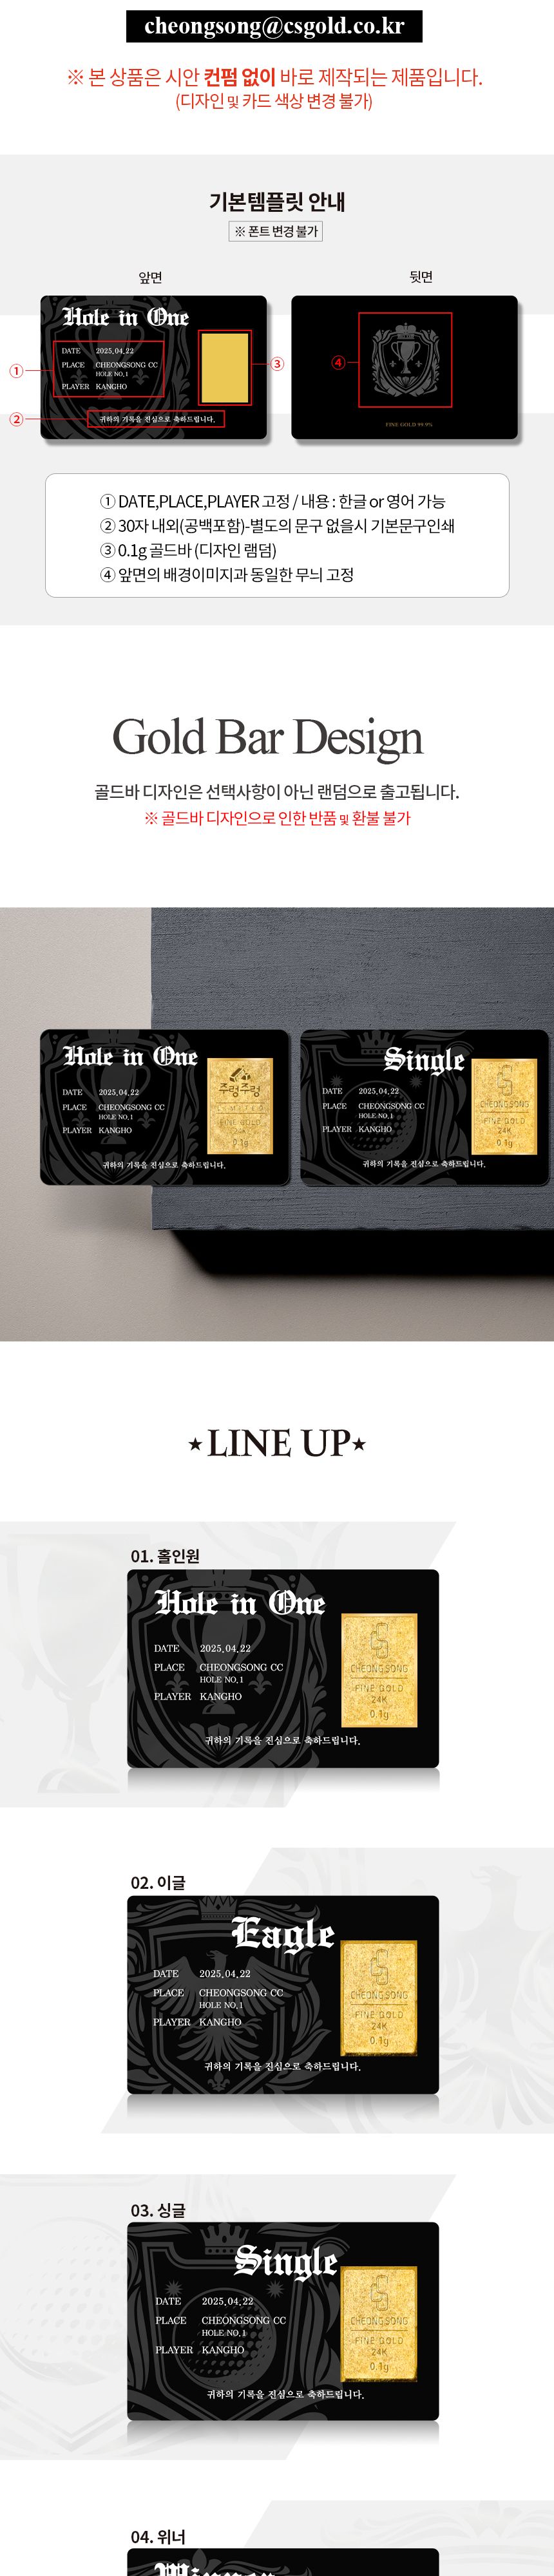 cheongsong@csgold.co.kr
※ 본 상품은 시안 컨펌 없이 바로 제작되는 제품입니다.
(디자인 및 카드 색상 변경 불가)
기본템플릿 안내
※ 폰트 변경 불가
앞면
뒷면
Hole in One
DATE 2025.04.22
PLACE CHEONGSONG CC
HOLE NO.1
PLAYER KANGHO
귀하의 기록을 진심으로 축하드립니다.
①
②
③
④
FINE GOLD 99.9%
① DATE,PLACE,PLAYER 고정 / 내용 : 한글 or 영어 가능
② 30자 내외(공백포함)-별도의 문구 없을시 기본문구인쇄
③ 0.1g 골드바 (디자인 램덤)
④ 앞면의 배경이미지과 동일한 무늬 고정
Gold Bar Design
골드바 디자인은 선택사항이 아닌 랜덤으로 출고됩니다.
※ 골드바 디자인으로 인한 반품 및 환불 불가
Hole in One
DATE 2025.04.22
PLACE CHEONGSONG CC
HOLE NO.1
PLAYER KANGHO
귀하의 기록을 진심으로 축하드립니다.
주렁주렁
LIMITED
FINE GOLD
0.1g
Single
DATE 2025.04.22
PLACE CHEONGSONG CC
HOLE NO.1
PLAYER KANGHO
귀하의 기록을 진심으로 축하드립니다.
CHEONGSONG
FINE GOLD
24K
0.1g
LINE UP
01. 홀인원
Hole in One
DATE 2025.04.22
PLACE CHEONGSONG CC
HOLE NO.1
PLAYER KANGHO
귀하의 기록을 진심으로 축하드립니다.
CHEONGSONG
FINE GOLD
24K
0.1g
02. 이글
Eagle
DATE 2025.04.22
PLACE CHEONGSONG CC
HOLE NO.1
PLAYER KANGHO
귀하의 기록을 진심으로 축하드립니다.
CHEONGSONG
FINE GOLD
24K
0.1g
03. 싱글
Single
DATE 2025.04.22
PLACE CHEONGSONG CC
HOLE NO.1
PLAYER KANGHO
귀하의 기록을 진심으로 축하드립니다.
CHEONGSONG
FINE GOLD
24K
0.1g
04. 위너